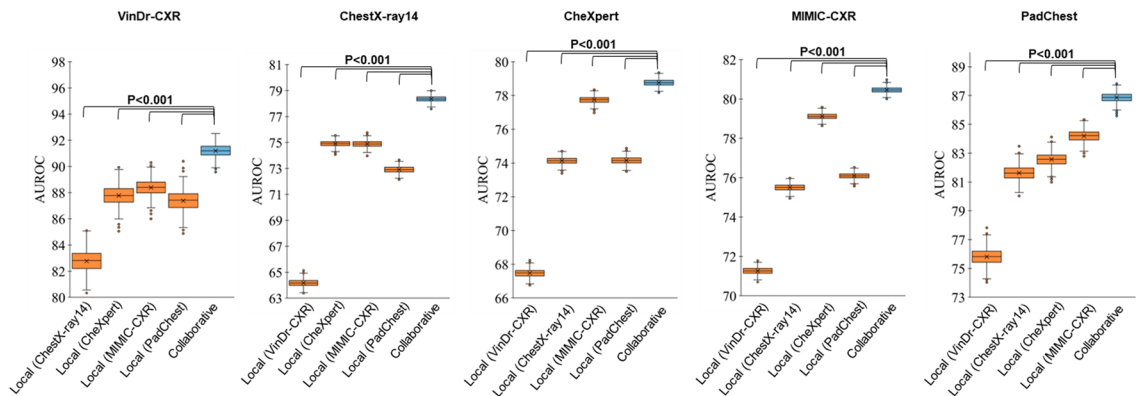 VinDr-CXR
AUROC
98
96
94
92
90
88
86
84
82
80
P<0.001
Local (ChestX-ray14)
Local (CheXpert)
Local (MIMIC-CXR)
Local (PadChest)
Collaborative
ChestX-ray14
AUROC
81
79
77
75
73
71
69
67
65
63
P<0.001
Local (VinDr-CXR)
Local (CheXpert)
Local (MIMIC-CXR)
Local (PadChest)
Collaborative
CheXpert
AUROC
80
78
76
74
72
70
68
66
P<0.001
Local (VinDr-CXR)
Local (ChestX-ray14)
Local (MIMIC-CXR)
Local (PadChest)
Collaborative
MIMIC-CXR
AUROC
82
80
78
76
74
72
70
P<0.001
Local (VinDr-CXR)
Local (ChestX-ray14)
Local (CheXpert)
Local (PadChest)
Collaborative
PadChest
AUROC
89
87
85
83
81
79
77
75
73
P<0.001
Local (VinDr-CXR)
Local (ChestX-ray14)
Local (CheXpert)
Local (MIMIC-CXR)
Collaborative